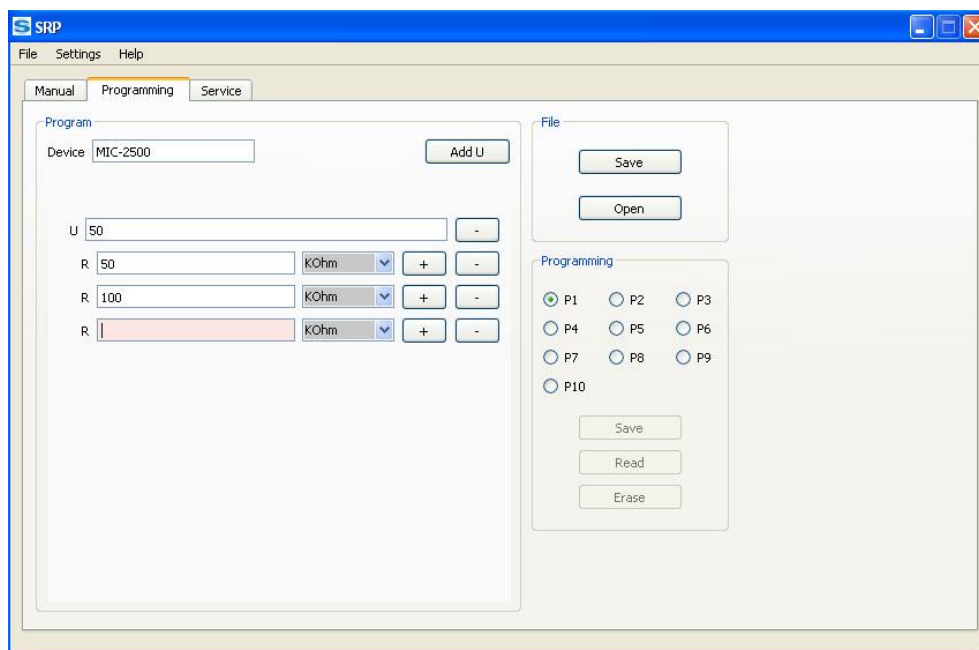 SRP
File Settings Help
Manual Programming Service
Program
Device MIC-2500 Add U
U 50 -
R 50 KOhm + -
R 100 KOhm + -
R KOhm + -
File
Save
Open
Programming
P1 P2 P3
P4 P5 P6
P7 P8 P9
P10
Save
Read
Erase